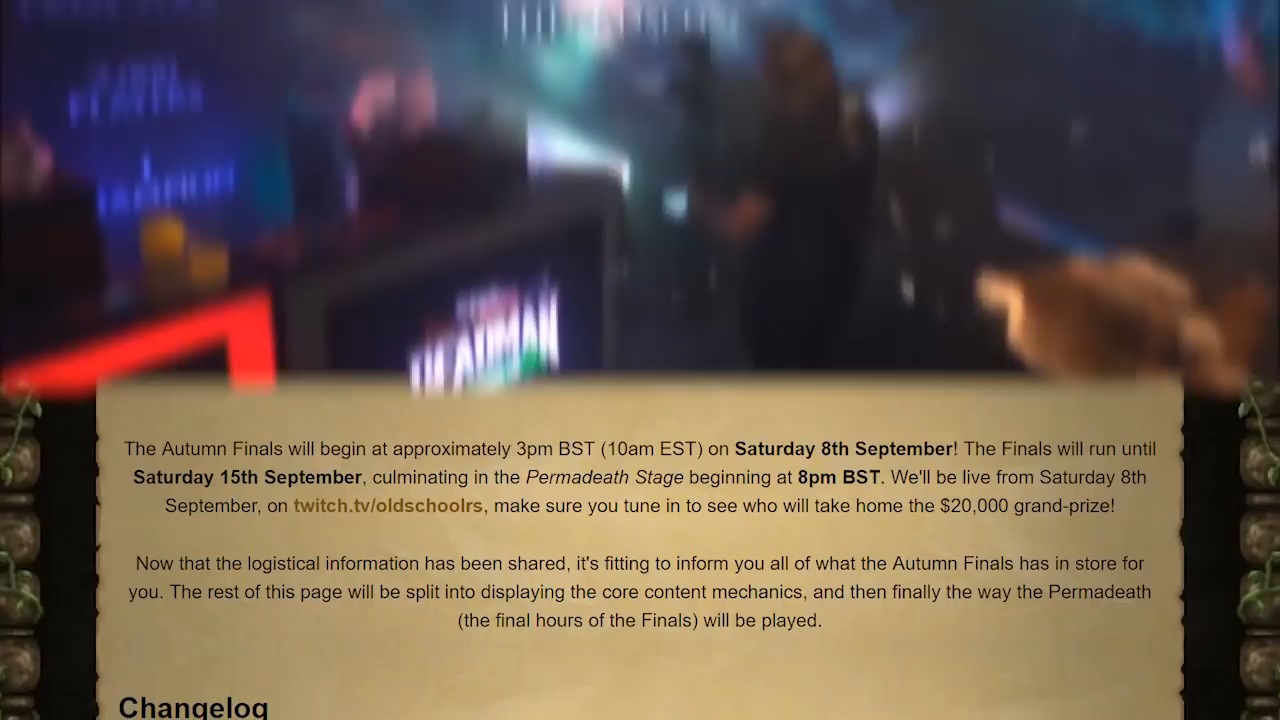 PLAYERS
DEADMAN
The Autumn Finals will begin at approximately 3pm BST (10am EST) on Saturday 8th September! The Finals will run until
Saturday 15th September, culminating in the Permadeath Stage beginning at 8pm BST. We'll be live from Saturday 8th
September, on twitch.tv/oldschoolrs, make sure you tune in to see who will take home the $20,000 grand-prize!
Now that the logistical information has been shared, it's fitting to inform you all of what the Autumn Finals has in store for
you. The rest of this page will be split into displaying the core content mechanics, and then finally the way the Permadeath
(the final hours of the Finals) will be played.
Changelog